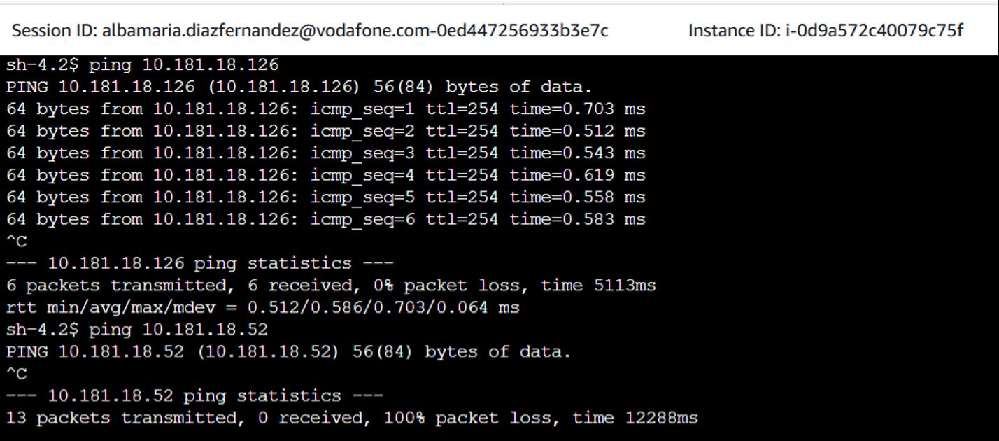 Session ID: albamaria.diazfernandez@vodafone.com-0ed447256933b3e7c Instance ID: i-0d9a572c40079c75f
sh-4.2$ ping 10.181.18.126
PING 10.181.18.126 (10.181.18.126) 56(84) bytes of data.
64 bytes from 10.181.18.126: icmp_seq=1 ttl=254 time=0.703 ms
64 bytes from 10.181.18.126: icmp_seq=2 ttl=254 time=0.512 ms
64 bytes from 10.181.18.126: icmp_seq=3 ttl=254 time=0.543 ms
64 bytes from 10.181.18.126: icmp_seq=4 ttl=254 time=0.619 ms
64 bytes from 10.181.18.126: icmp_seq=5 ttl=254 time=0.558 ms
64 bytes from 10.181.18.126: icmp_seq=6 ttl=254 time=0.583 ms
^C
--- 10.181.18.126 ping statistics ---
6 packets transmitted, 6 received, 0% packet loss, time 5113ms
rtt min/avg/max/mdev = 0.512/0.586/0.703/0.064 ms
sh-4.2$ ping 10.181.18.52
PING 10.181.18.52 (10.181.18.52) 56(84) bytes of data.
^C
--- 10.181.18.52 ping statistics ---
13 packets transmitted, 0 received, 100% packet loss, time 12288ms